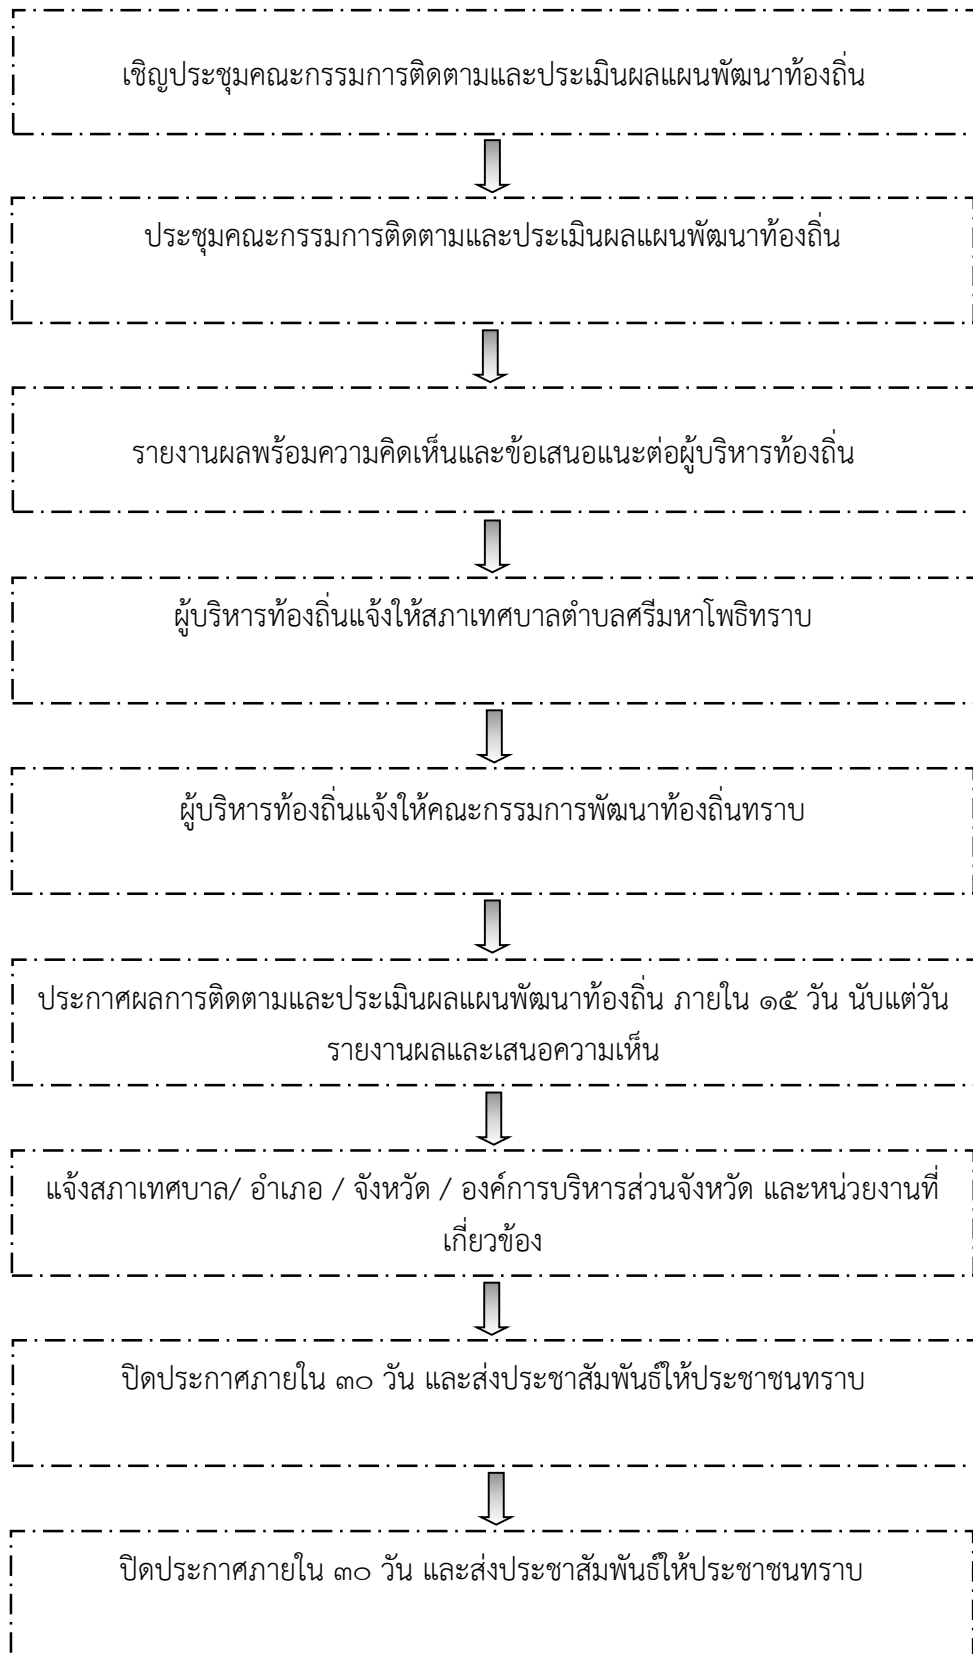 เชิญประชุมคณะกรรมการติดตามและประเมินผลแผนพัฒนาท้องถิ่น
ประชุมคณะกรรมการติดตามและประเมินผลแผนพัฒนาท้องถิ่น
รายงานผลพร้อมความคิดเห็นและข้อเสนอแนะต่อผู้บริหารท้องถิ่น
ผู้บริหารท้องถิ่นแจ้งให้สภาเทศบาลตำบลศรีมหาโพธิทราบ
ผู้บริหารท้องถิ่นแจ้งให้คณะกรรมการพัฒนาท้องถิ่นทราบ
ประกาศผลการติดตามและประเมินผลแผนพัฒนาท้องถิ่น ภายใน ๑๕ วัน นับแต่วัน
รายงานผลและเสนอความเห็น
แจ้งสภาเทศบาล/ อำเภอ / จังหวัด / องค์การบริหารส่วนจังหวัด และหน่วยงานที่
เกี่ยวข้อง
ปิดประกาศภายใน ๓๐ วัน และส่งประชาสัมพันธ์ให้ประชาชนทราบ
ปิดประกาศภายใน ๓๐ วัน และส่งประชาสัมพันธ์ให้ประชาชนทราบ